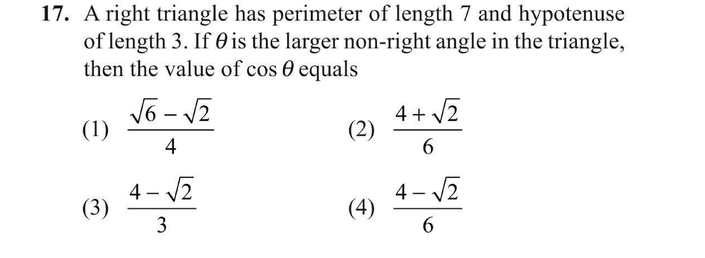 17. A right triangle has perimeter of length 7 and hypotenuse
of length 3. If θ is the larger non-right angle in the triangle,
then the value of cos θ equals
(1) (√6 − √2)/4 (2) (4 + √2)/6
(3) (4 − √2)/3 (4) (4 − √2)/6